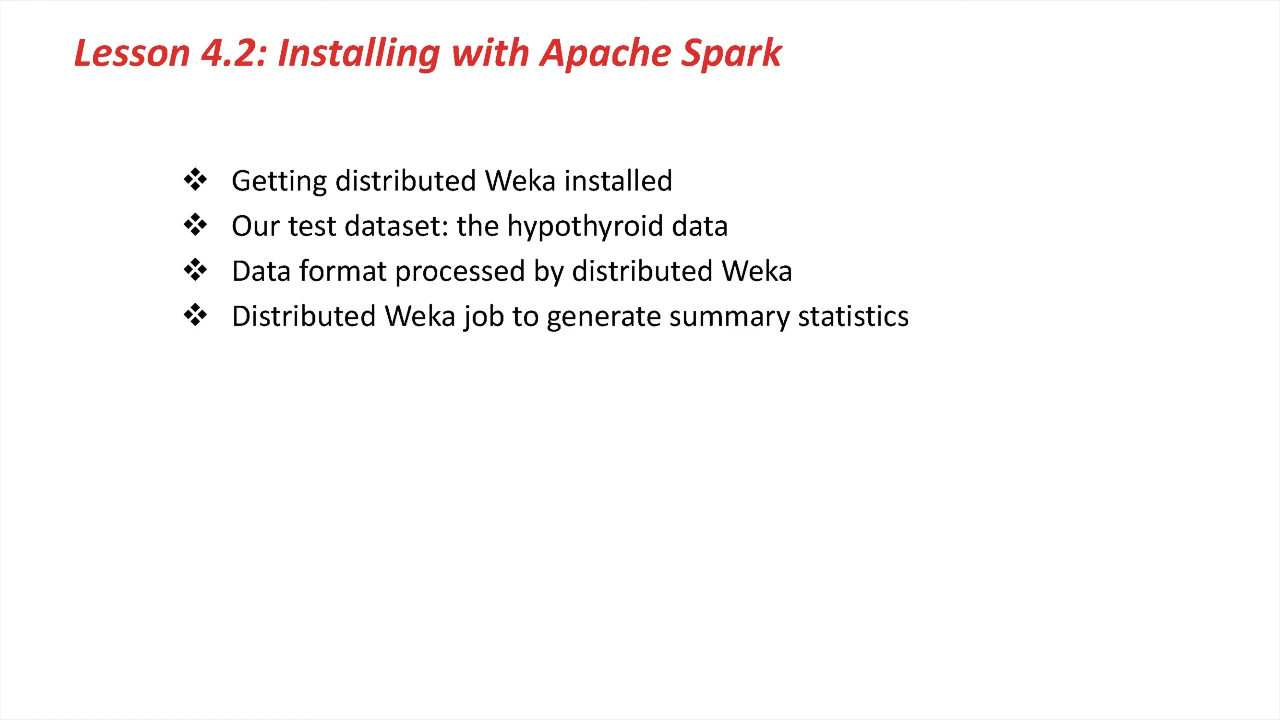 Lesson 4.2: Installing with Apache Spark
❖ Getting distributed Weka installed
❖ Our test dataset: the hypothyroid data
❖ Data format processed by distributed Weka
❖ Distributed Weka job to generate summary statistics